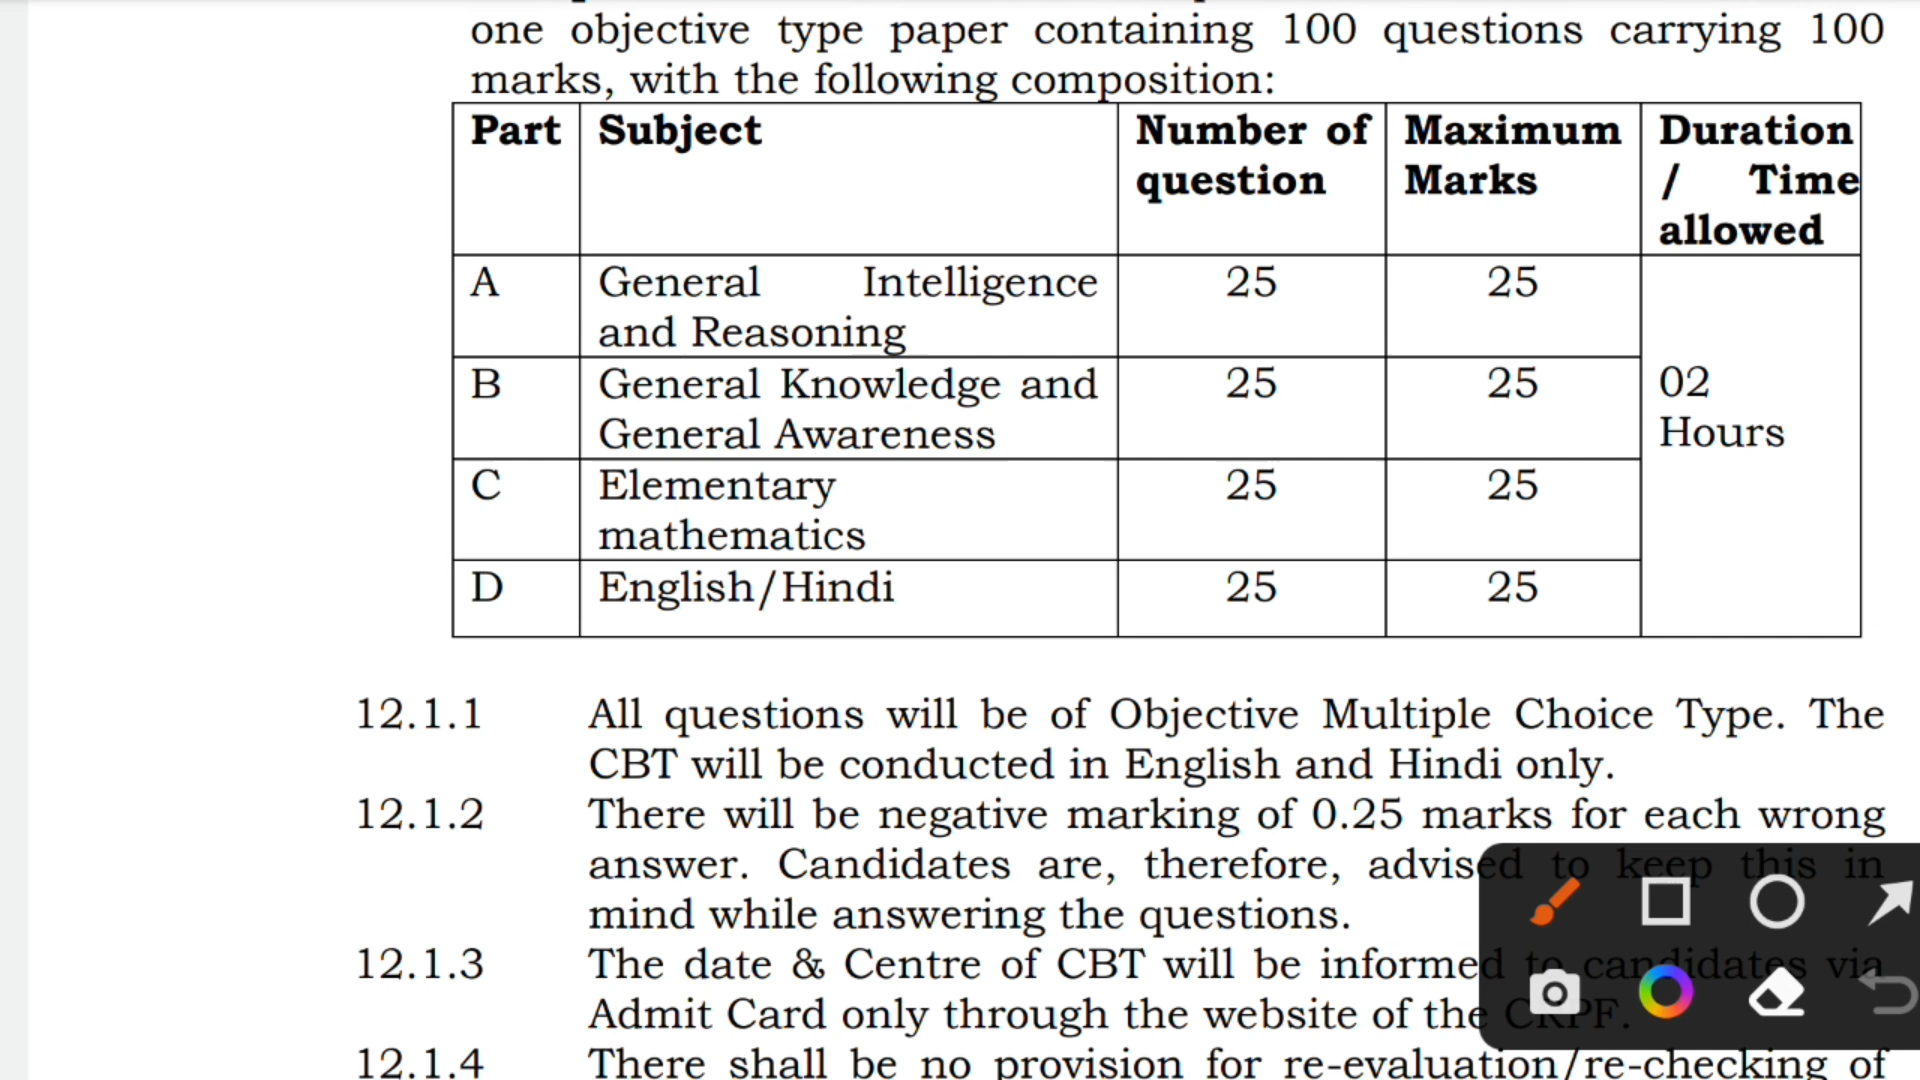 one objective type paper containing 100 questions carrying 100
marks, with the following composition:
Part Subject Number of question Maximum Marks Duration / Time allowed
A General Intelligence and Reasoning 25 25
B General Knowledge and General Awareness 25 25 02 Hours
C Elementary mathematics 25 25
D English/Hindi 25 25
12.1.1 All questions will be of Objective Multiple Choice Type. The
CBT will be conducted in English and Hindi only.
12.1.2 There will be negative marking of 0.25 marks for each wrong
answer. Candidates are, therefore, advised to keep this in
mind while answering the questions.
12.1.3 The date & Centre of CBT will be informed to candidates via
Admit Card only through the website of the CRPF.
12.1.4 There shall be no provision for re-evaluation/re-checking of